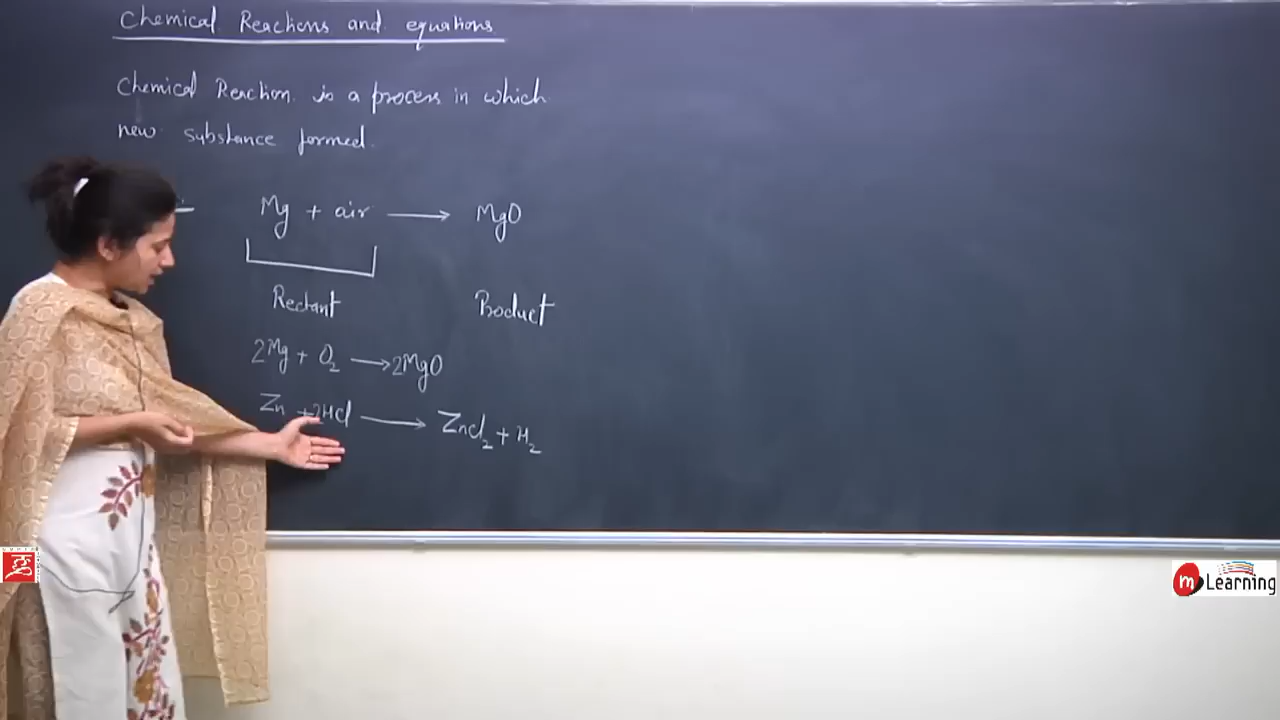 Chemical Reactions and equations
Chemical Reaction is a process in which
new substance formed.
Mg + air → MgO
Rectant Product
2Mg + O₂ → 2MgO
Zn + 2HCl → ZnCl₂ + H₂
m Learning